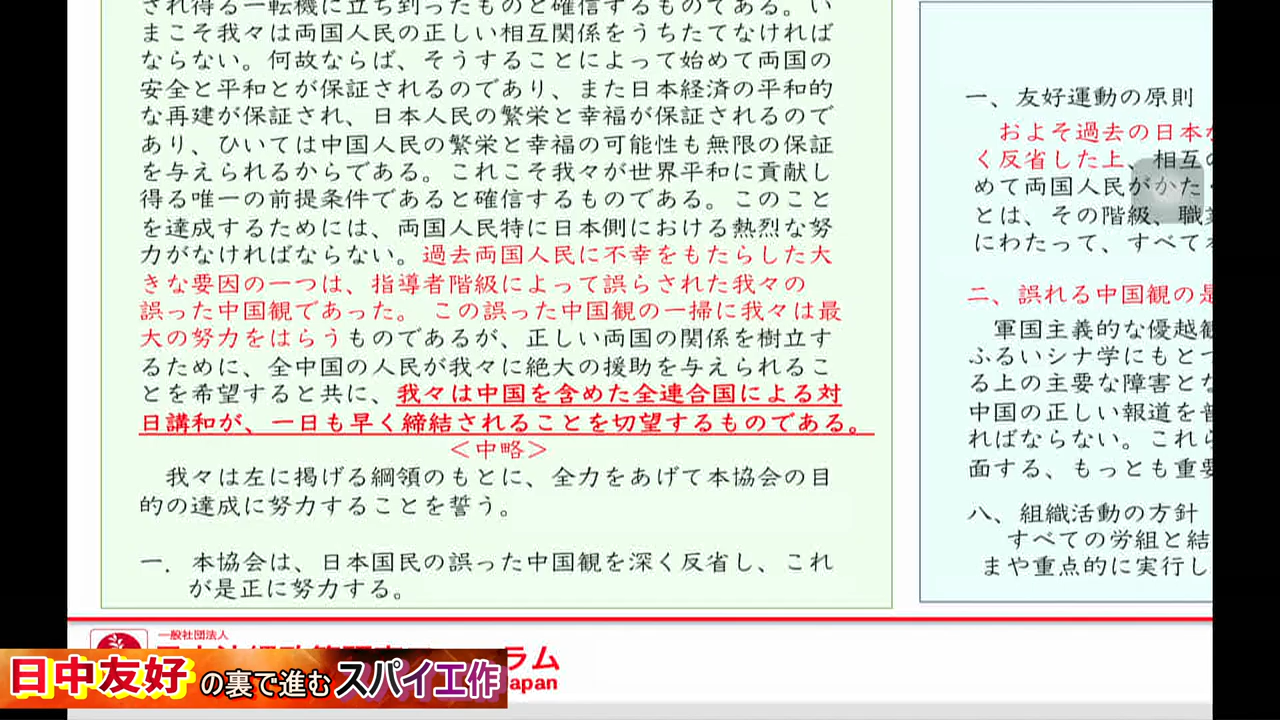 され得る一転機に立ち到ったものと確信するものである。い
まこそ我々は両国人民の正しい相互関係をうちたてなければ
ならない。何故ならば、そうすることによって始めて両国の
安全と平和とが保証されるのであり、また日本経済の平和的
な再建が保証され、日本人民の繁栄と幸福が保証されるので
あり、ひいては中国人民の繁栄と幸福の可能性も無限の保証
を与えられるからである。これこそ我々が世界平和に貢献し
得る唯一の前提条件であると確信するものである。このこと
を達成するためには、両国人民特に日本側における熱烈な努
力がなければならない。過去両国人民に不幸をもたらした大
きな要因の一つは、指導者階級によって誤らされた我々の
誤った中国観であった。 この誤った中国観の一掃に我々は最
大の努力をはらうものであるが、正しい両国の関係を樹立す
るために、全中国の人民が我々に絶大の援助を与えられるこ
とを希望すると共に、我々は中国を含めた全連合国による対
日講和が、一日も早く締結されることを切望するものである。
＜中略＞
我々は左に掲げる綱領のもとに、全力をあげて本協会の目
的の達成に努力することを誓う。
一．本協会は、日本国民の誤った中国観を深く反省し、これ
が是正に努力する。
一、友好運動の原則
およそ過去の日本
く反省した上、相互の
めて両国人民がかた
とは、その階級、職業
にわたって、すべて
二、誤れる中国観の是
軍国主義的な優越観
ふるいシナ学にもとづ
る上の主要な障害とな
中国の正しい報道を普
ればならない。これら
面する、もっとも重要
八、組織活動の方針
すべての労組と結
まや重点的に実行し
一般社団法人
ラム
Japan
日中友好の裏で進むスパイ工作